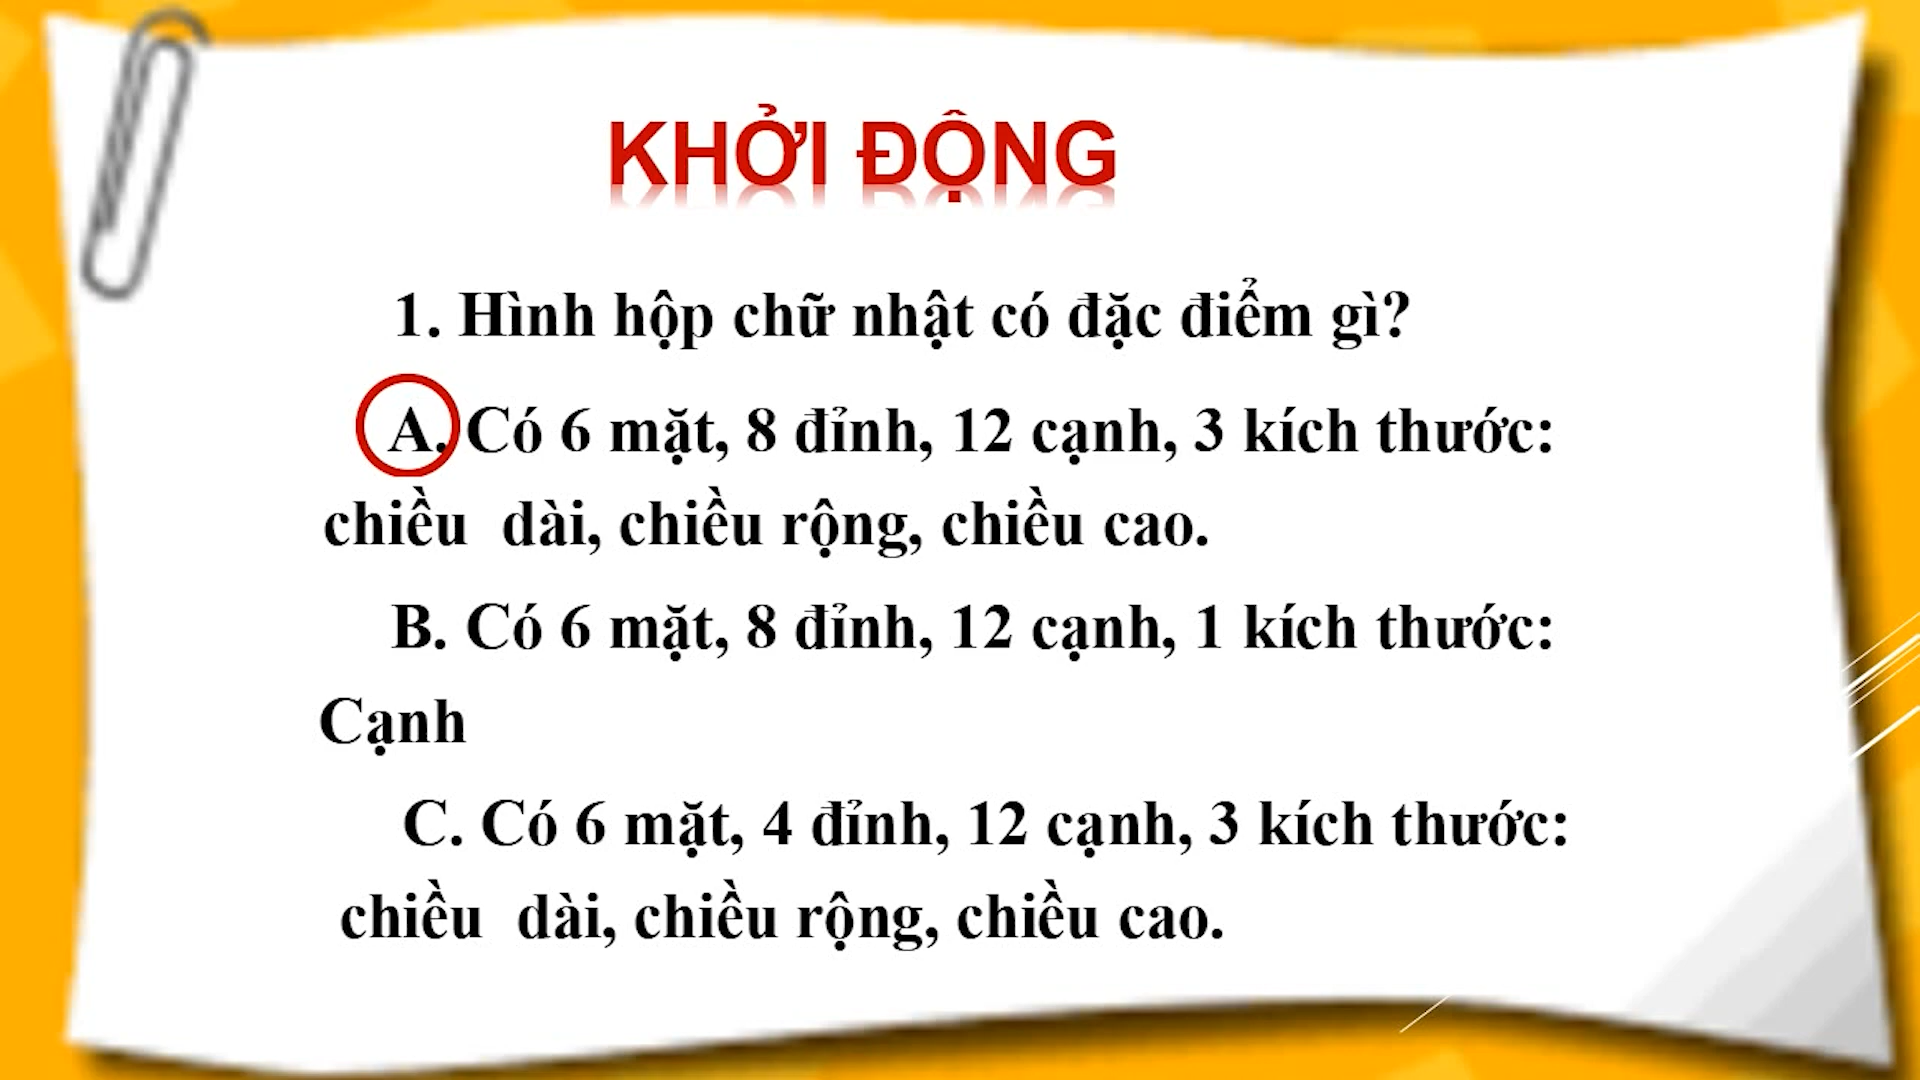 KHỞI ĐỘNG
1. Hình hộp chữ nhật có đặc điểm gì?
A. Có 6 mặt, 8 đỉnh, 12 cạnh, 3 kích thước:
chiều dài, chiều rộng, chiều cao.
B. Có 6 mặt, 8 đỉnh, 12 cạnh, 1 kích thước:
Cạnh
C. Có 6 mặt, 4 đỉnh, 12 cạnh, 3 kích thước:
chiều dài, chiều rộng, chiều cao.